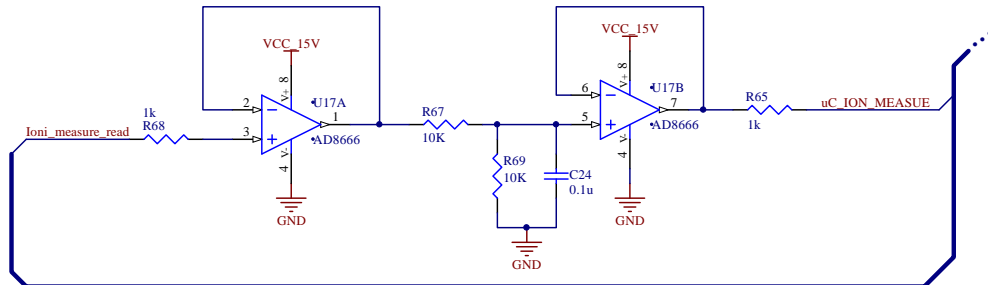 VCC_15V
8
V+
2
U17A
1
3
AD8666
V-
4
GND
1k
R68
Ioni_measure_read
R67
10K
R69
10K
C24
0.1u
GND
VCC_15V
8
V+
6
U17B
7
5
AD8666
V-
4
GND
R65
1k
uC_ION_MEASUE